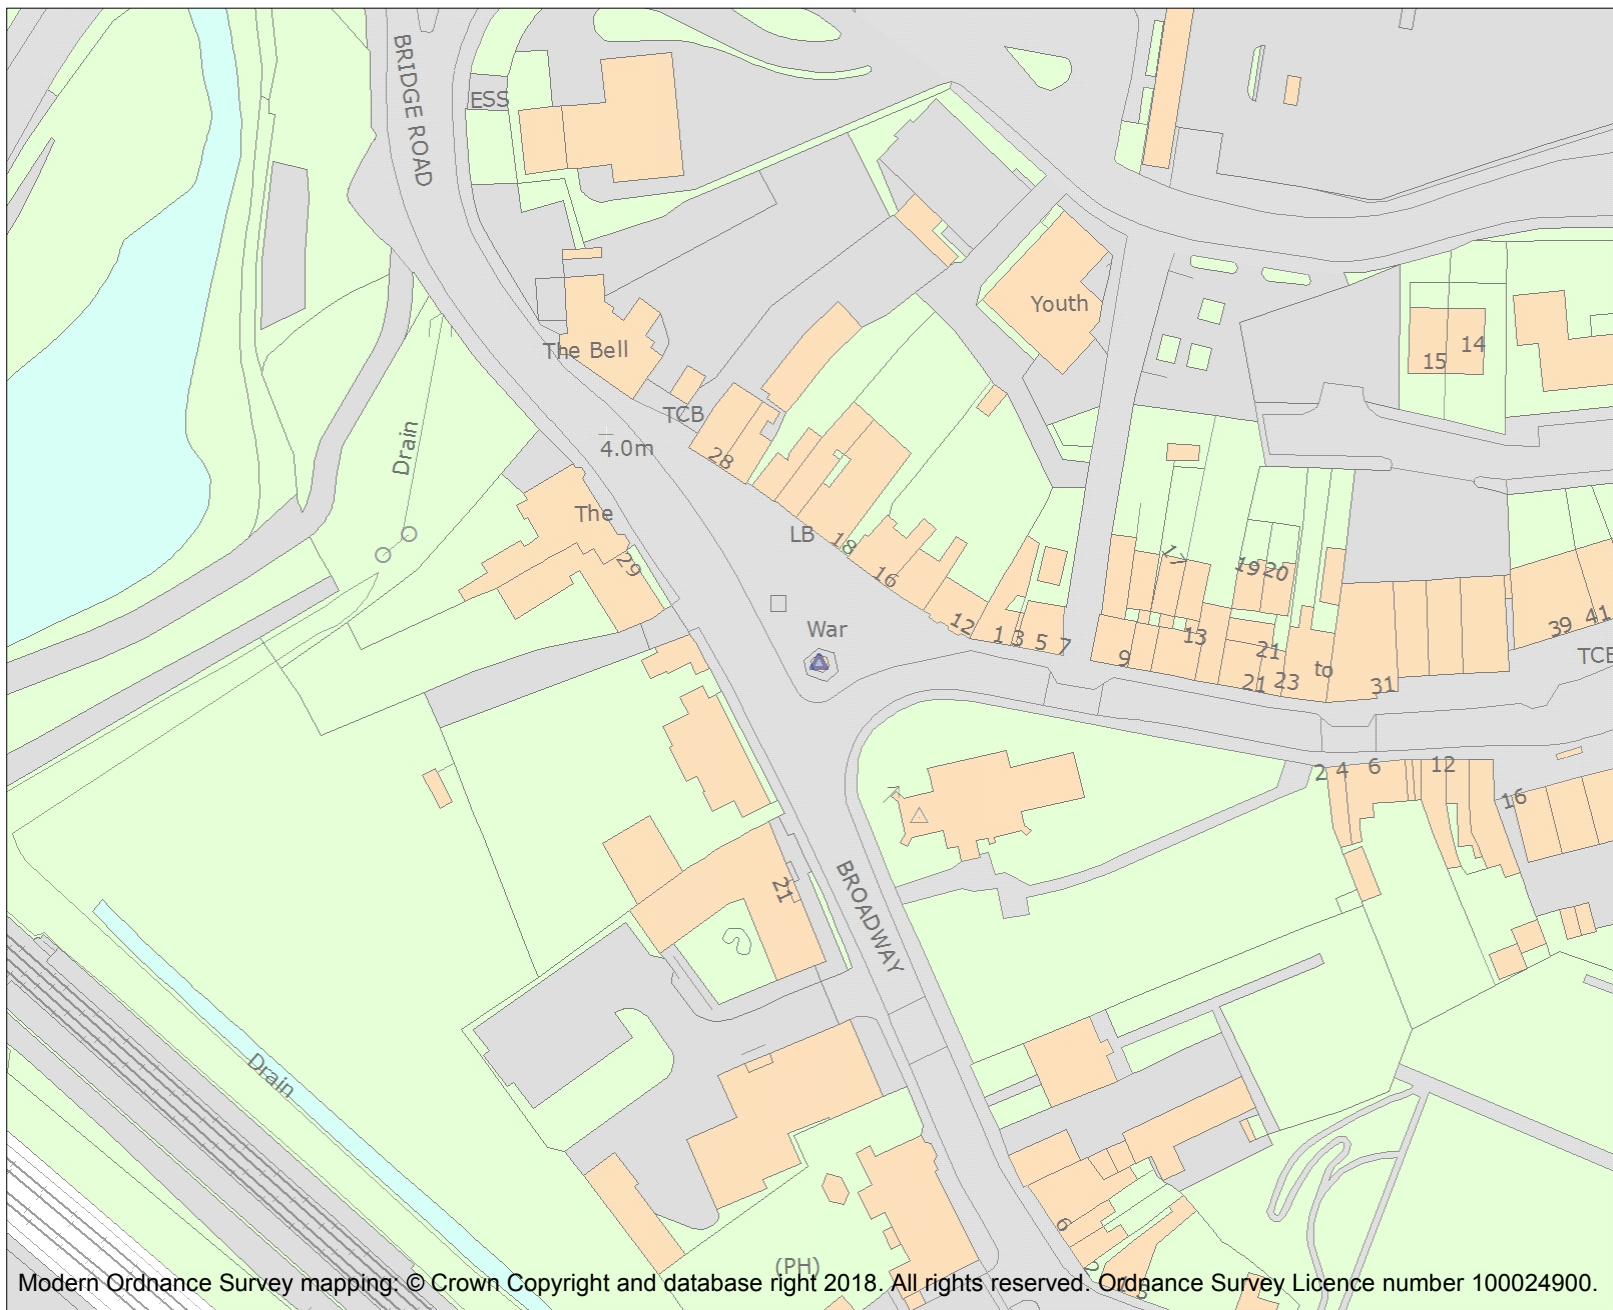 BRIDGE ROAD
ESS
The Bell
Youth
15
14
TCB
28
4.0m
Drain
The
29
LB
18
16
12
1
3
5
7
War
9
17
13
19
20
21
21
23
to
31
39
41
TCB
2
4
6
12
16
21
BROADWAY
Drain
6
2
(PH)
Modern Ordnance Survey mapping: © Crown Copyright and database right 2018. All rights reserved. Ordnance Survey Licence number 100024900.